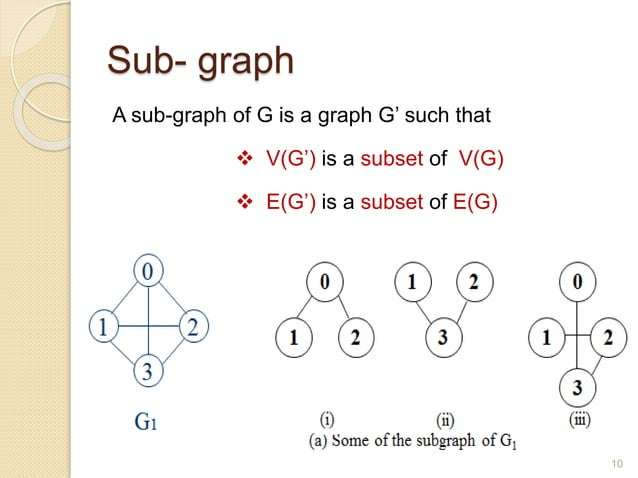 Sub- graph
A sub-graph of G is a graph G’ such that
❖ V(G’) is a subset of V(G)
❖ E(G’) is a subset of E(G)
0
1 2
3
G1
0
1 2
(i)
1 2
3
(ii)
0
1 2
3
(iii)
(a) Some of the subgraph of G1
10